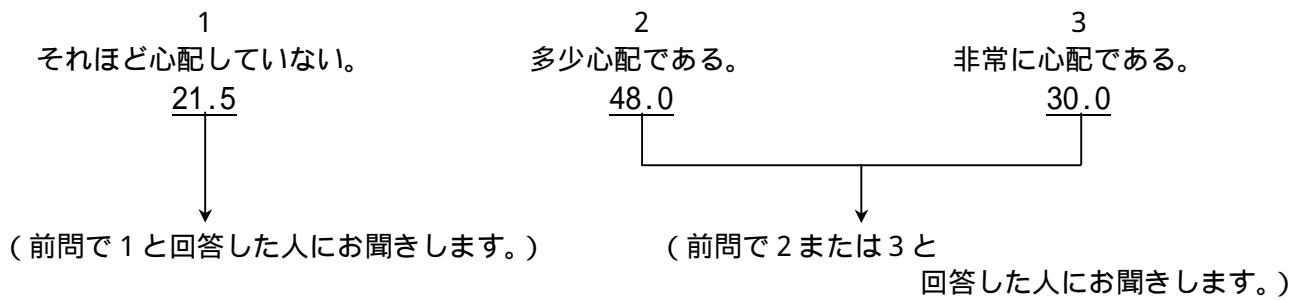 1 2 3
それほど心配していない。 多少心配である。 非常に心配である。
21.5 48.0 30.0
(前問で1と回答した人にお聞きします。) (前問で2または3と
回答した人にお聞きします。)